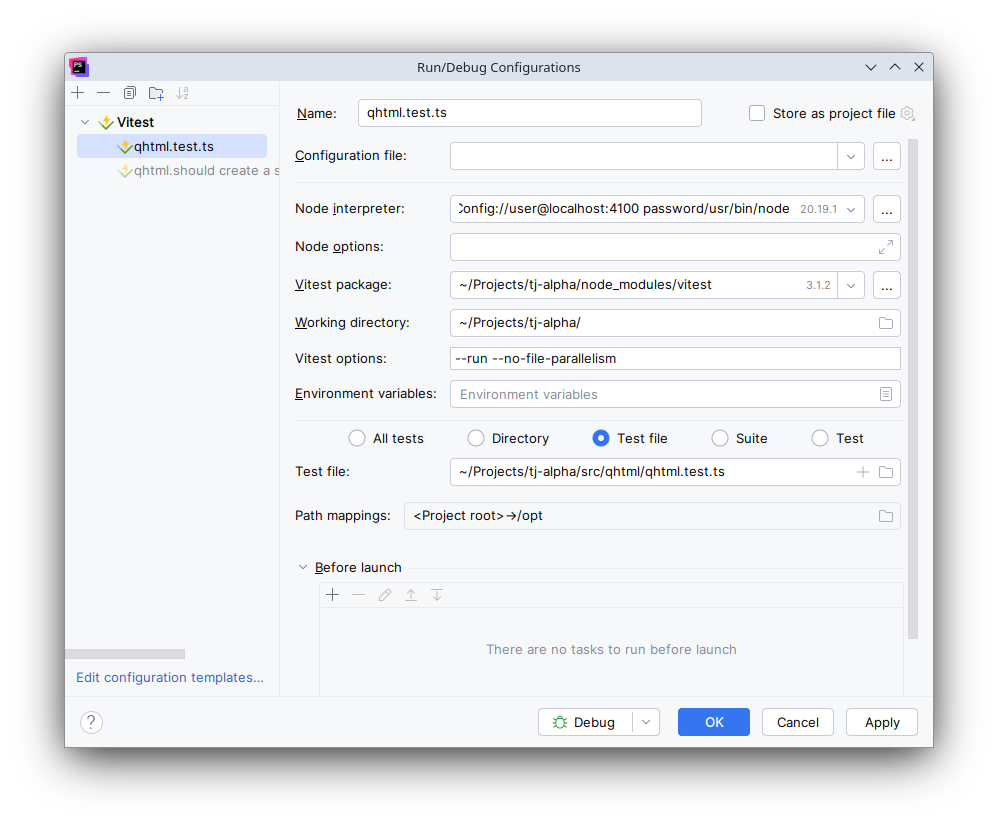 PS
Run/Debug Configurations
Vitest
qhtml.test.ts
qhtml.should create a s
Edit configuration templates...
Name:
qhtml.test.ts
Store as project file
Configuration file:
...
Node interpreter:
Config://user@localhost:4100 password/usr/bin/node 20.19.1
...
Node options:
Vitest package:
~/Projects/tj-alpha/node_modules/vitest 3.1.2
...
Working directory:
~/Projects/tj-alpha/
Vitest options:
--run --no-file-parallelism
Environment variables:
Environment variables
All tests
Directory
Test file
Suite
Test
Test file:
~/Projects/tj-alpha/src/qhtml/qhtml.test.ts
Path mappings:
<Project root>→/opt
Before launch
There are no tasks to run before launch
?
Debug
OK
Cancel
Apply